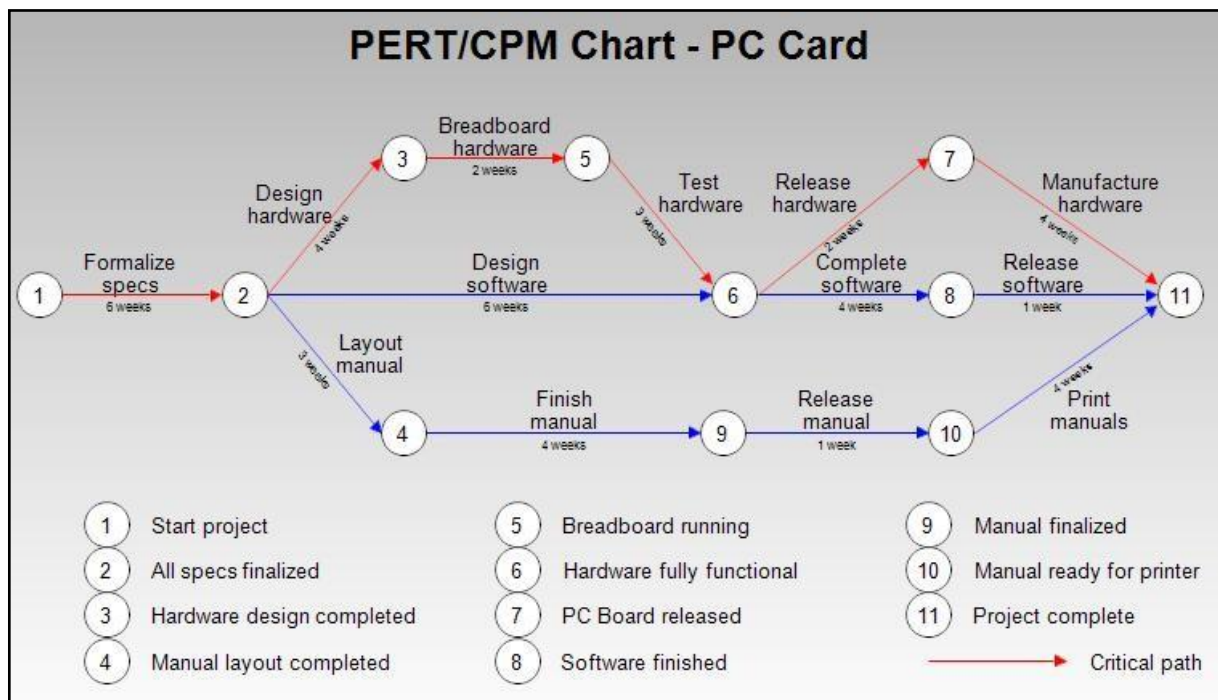 PERT/CPM Chart - PC Card
Breadboard
hardware
2 weeks
3
5
7
Design
hardware
4 weeks
Test
hardware
3 weeks
Release
hardware
2 weeks
Manufacture
hardware
4 weeks
Formalize
specs
6 weeks
Design
software
6 weeks
Complete
software
4 weeks
Release
software
1 week
1
2
6
8
11
Layout
manual
3 weeks
Finish
manual
4 weeks
Release
manual
1 week
4 weeks
Print
manuals
4
9
10
1 Start project
2 All specs finalized
3 Hardware design completed
4 Manual layout completed
5 Breadboard running
6 Hardware fully functional
7 PC Board released
8 Software finished
9 Manual finalized
10 Manual ready for printer
11 Project complete
Critical path